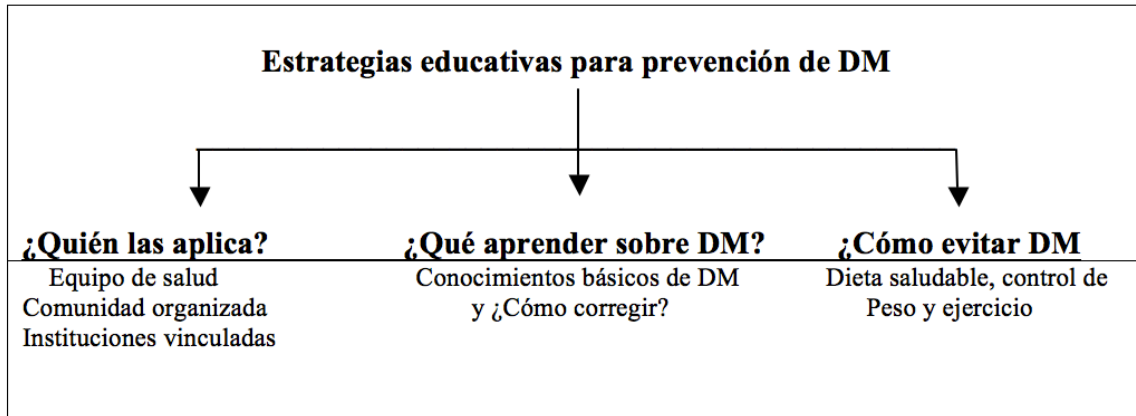 Estrategias educativas para prevención de DM
¿Quién las aplica?
Equipo de salud
Comunidad organizada
Instituciones vinculadas
¿Qué aprender sobre DM?
Conocimientos básicos de DM
y ¿Cómo corregir?
¿Cómo evitar DM
Dieta saludable, control de
Peso y ejercicio